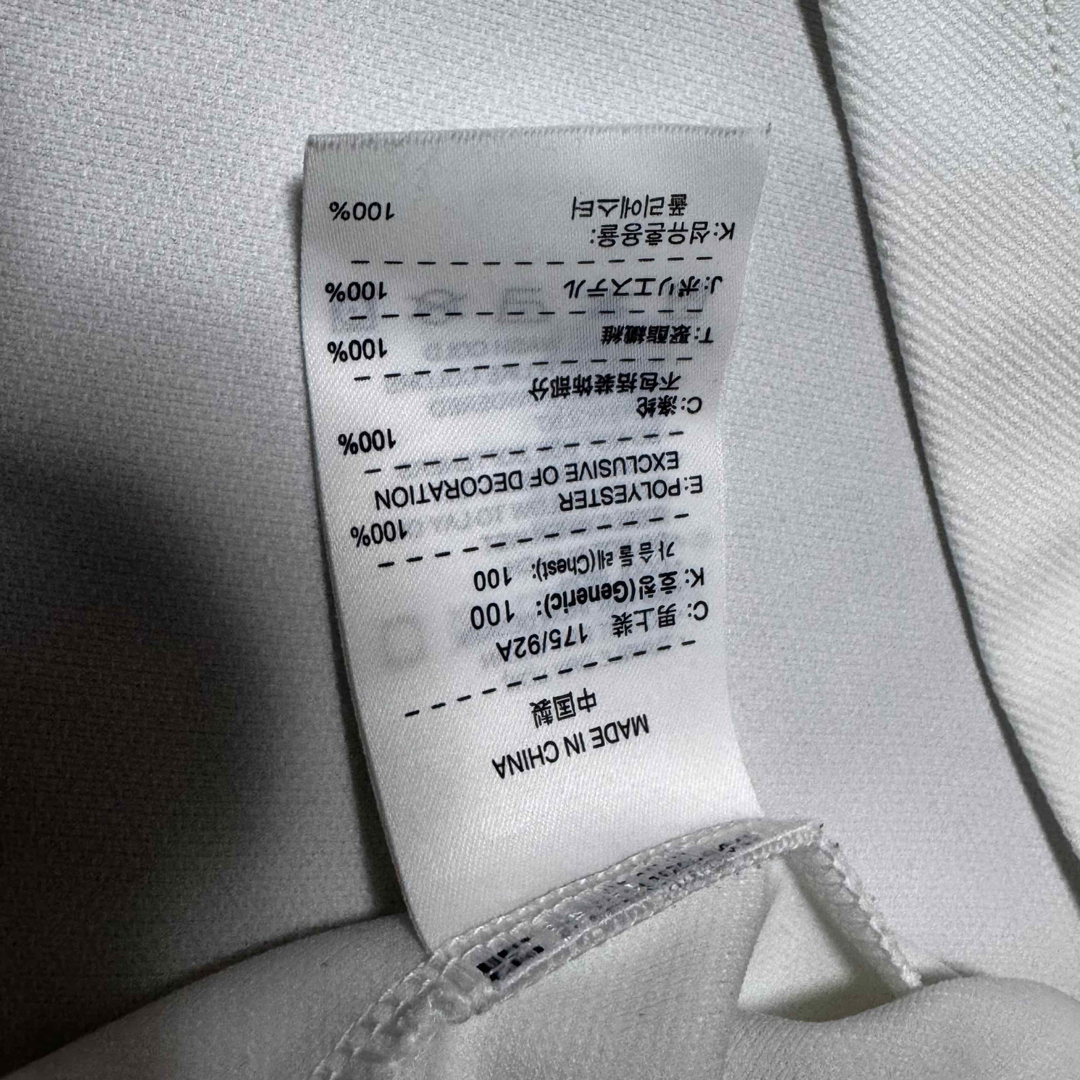 MADE IN CHINA
中国製
C: 男上装 175/92A
K: 호칭(Generic): 100
가슴둘레(Chest): 100
E:POLYESTER 100%
EXCLUSIVE OF DECORATION
C:涤纶 100%
不包括装饰部分
T:聚酯纖維 100%
J:ポリエステル 100%
K:섬유혼용율:
폴리에스터 100%